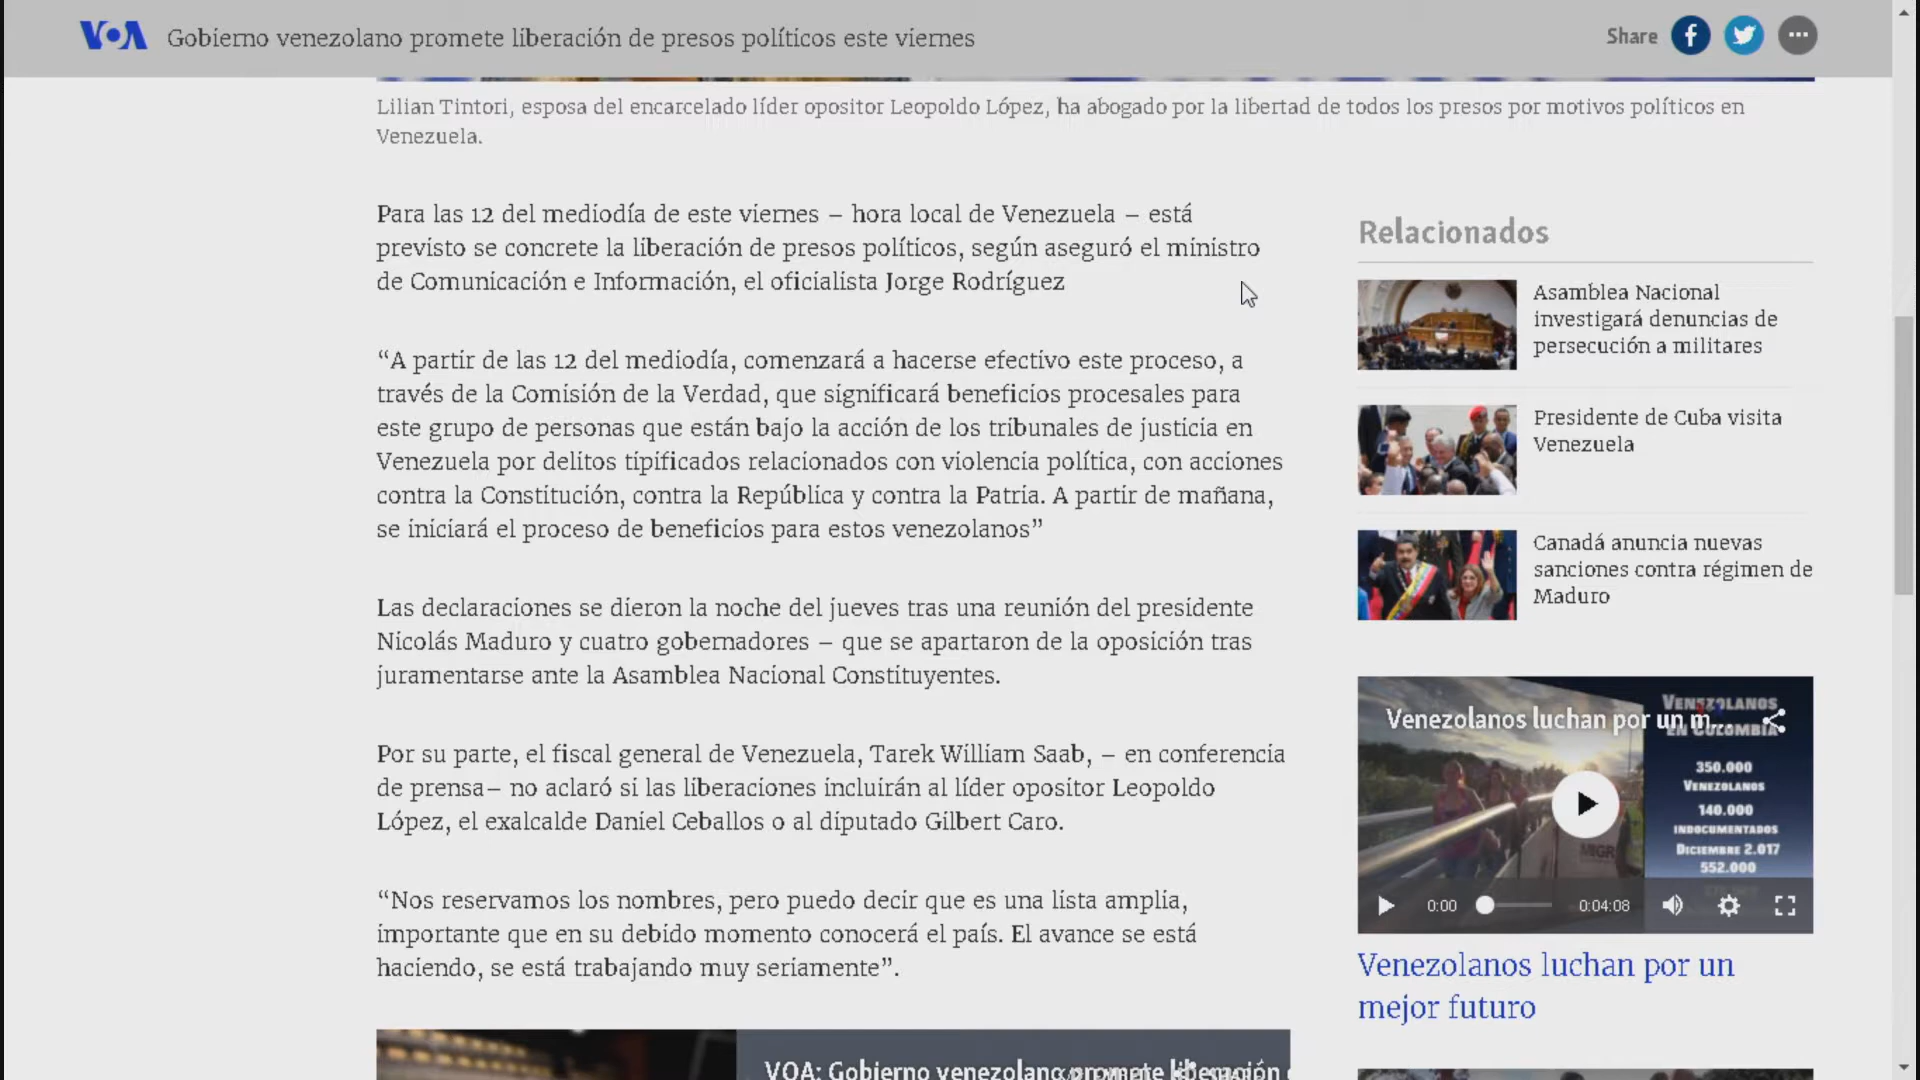 VOA Gobierno venezolano promete liberación de presos políticos este viernes
Share
Lilian Tintori, esposa del encarcelado líder opositor Leopoldo López, ha abogado por la libertad de todos los presos por motivos políticos en
Venezuela.
Para las 12 del mediodía de este viernes – hora local de Venezuela – está
previsto se concrete la liberación de presos políticos, según aseguró el ministro
de Comunicación e Información, el oficialista Jorge Rodríguez
“A partir de las 12 del mediodía, comenzará a hacerse efectivo este proceso, a
través de la Comisión de la Verdad, que significará beneficios procesales para
este grupo de personas que están bajo la acción de los tribunales de justicia en
Venezuela por delitos tipificados relacionados con violencia política, con acciones
contra la Constitución, contra la República y contra la Patria. A partir de mañana,
se iniciará el proceso de beneficios para estos venezolanos”
Las declaraciones se dieron la noche del jueves tras una reunión del presidente
Nicolás Maduro y cuatro gobernadores – que se apartaron de la oposición tras
juramentarse ante la Asamblea Nacional Constituyentes.
Por su parte, el fiscal general de Venezuela, Tarek William Saab, – en conferencia
de prensa– no aclaró si las liberaciones incluirán al líder opositor Leopoldo
López, el exalcalde Daniel Ceballos o al diputado Gilbert Caro.
“Nos reservamos los nombres, pero puedo decir que es una lista amplia,
importante que en su debido momento conocerá el país. El avance se está
haciendo, se está trabajando muy seriamente”.
VOA: Gobierno venezolano promete liberación
Relacionados
Asamblea Nacional
investigará denuncias de
persecución a militares
Presidente de Cuba visita
Venezuela
Canadá anuncia nuevas
sanciones contra régimen de
Maduro
Venezolanos luchan por un m...
VENEZOLANOS
EN COLOMBIA
350.000
VENEZOLANOS
140.000
INDOCUMENTADOS
DICIEMBRE 2.017
552.000
MIGR
0:00
0:04:08
Venezolanos luchan por un
mejor futuro